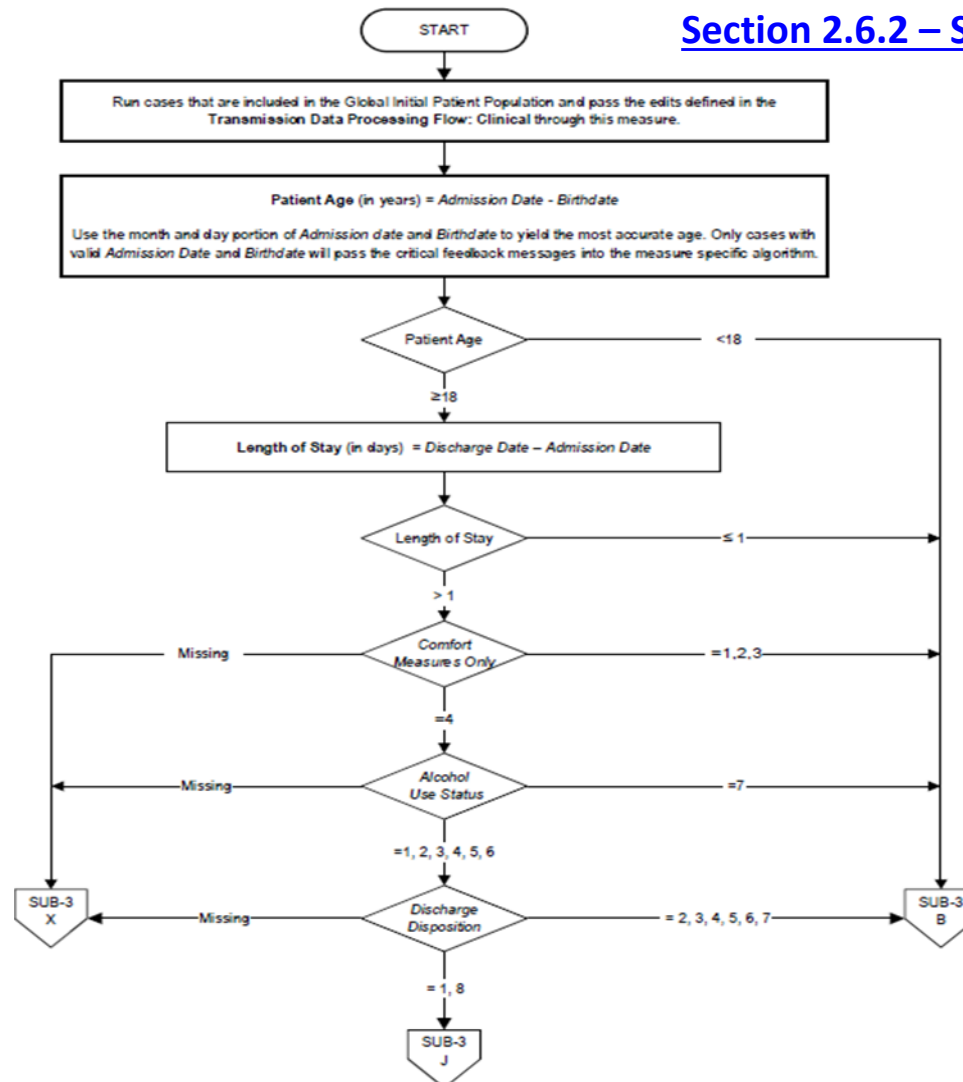 START
Section 2.6.2 – S
Run cases that are included in the Global Initial Patient Population and pass the edits defined in the
Transmission Data Processing Flow: Clinical through this measure.
Patient Age (in years) = Admission Date - Birthdate
Use the month and day portion of Admission date and Birthdate to yield the most accurate age. Only cases with
valid Admission Date and Birthdate will pass the critical feedback messages into the measure specific algorithm.
Patient Age
<18
≥18
Length of Stay (in days) = Discharge Date – Admission Date
Length of Stay
≤ 1
> 1
Missing
Comfort
Measures Only
=1,2,3
=4
Missing
Alcohol
Use Status
=7
=1, 2, 3, 4, 5, 6
SUB-3
X
Missing
Discharge
Disposition
= 2, 3, 4, 5, 6, 7
SUB-3
B
= 1, 8
SUB-3
J